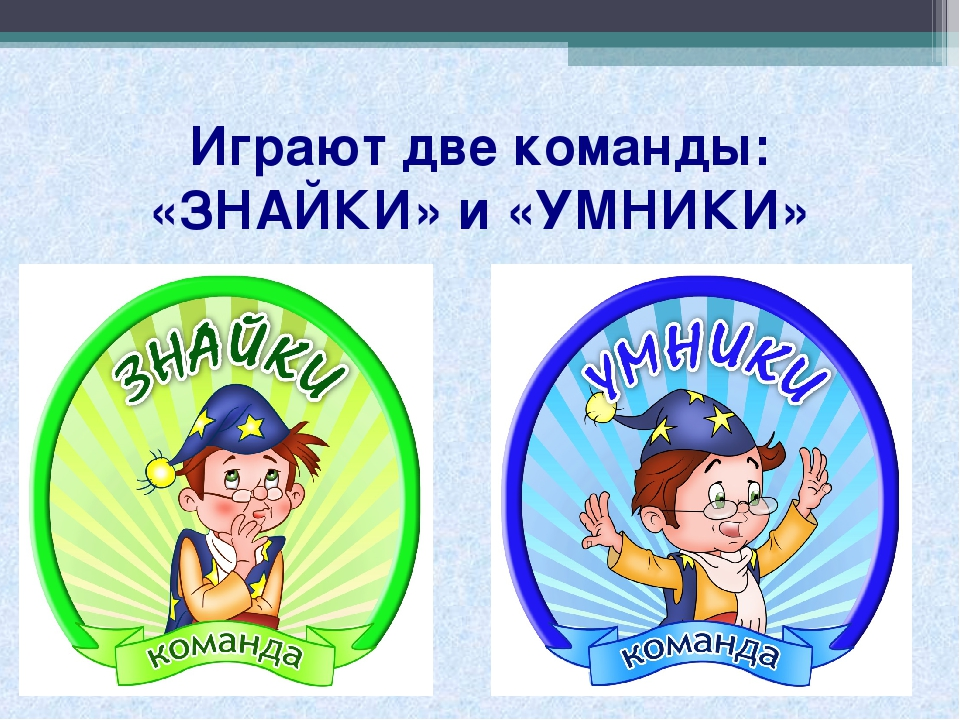 Играют две команды:
«ЗНАЙКИ» и «УМНИКИ»
ЗНАЙКИ
команда
УМНИКИ
команда